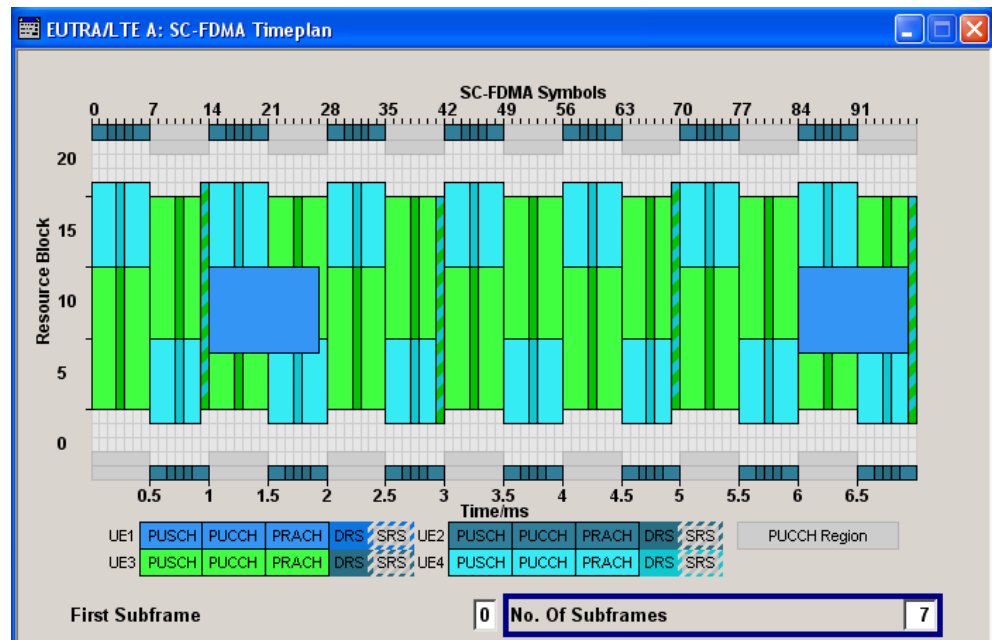 EUTRA/LTE A: SC-FDMA Timeplan
SC-FDMA Symbols
0 7 14 21 28 35 42 49 56 63 70 77 84 91
20
15
10
5
0
Resource Block
0.5 1 1.5 2 2.5 3 3.5 4 4.5 5 5.5 6 6.5
Time/ms
UE1 PUSCH PUCCH PRACH DRS SRS UE2 PUSCH PUCCH PRACH DRS SRS PUCCH Region
UE3 PUSCH PUCCH PRACH DRS SRS UE4 PUSCH PUCCH PRACH DRS SRS
First Subframe 0 No. Of Subframes 7